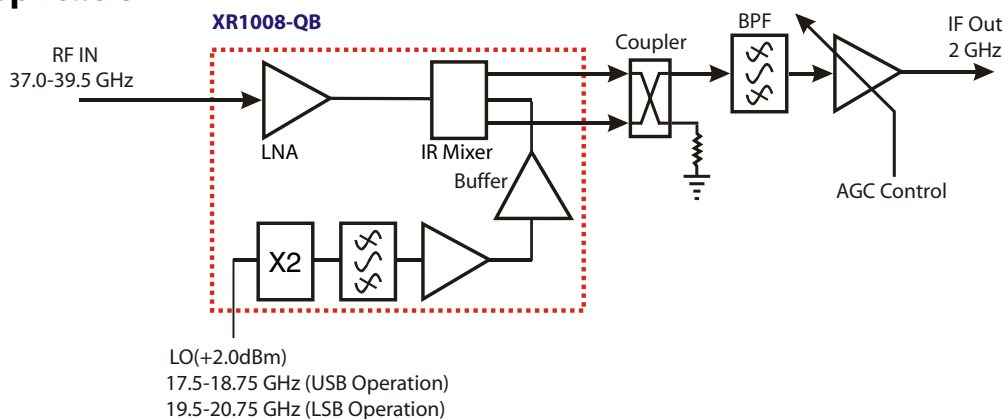 XR1008-QB
RF IN
37.0-39.5 GHz
LNA
IR Mixer
Buffer
Coupler
BPF
IF Out
2 GHz
AGC Control
X2
LO(+2.0dBm)
17.5-18.75 GHz (USB Operation)
19.5-20.75 GHz (LSB Operation)